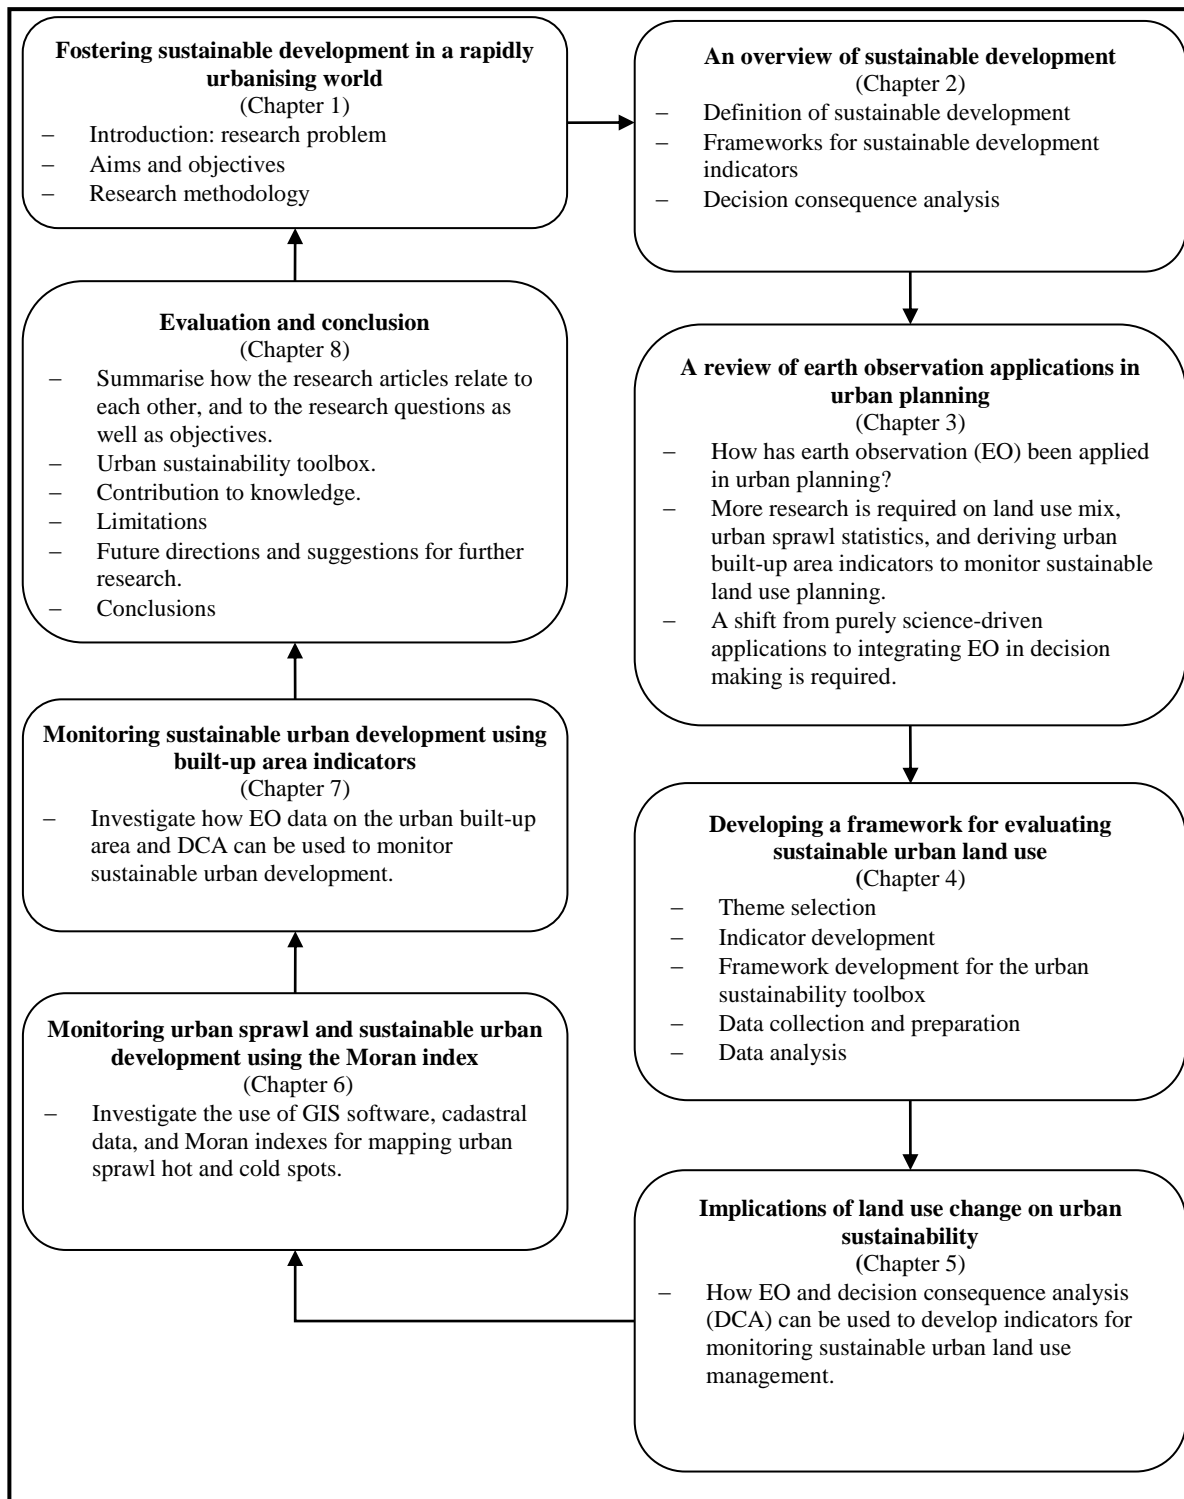 Fostering sustainable development in a rapidly
urbanising world
(Chapter 1)
– Introduction: research problem
– Aims and objectives
– Research methodology
An overview of sustainable development
(Chapter 2)
– Definition of sustainable development
– Frameworks for sustainable development
indicators
– Decision consequence analysis
A review of earth observation applications in
urban planning
(Chapter 3)
– How has earth observation (EO) been applied
in urban planning?
– More research is required on land use mix,
urban sprawl statistics, and deriving urban
built-up area indicators to monitor sustainable
land use planning.
– A shift from purely science-driven
applications to integrating EO in decision
making is required.
Developing a framework for evaluating
sustainable urban land use
(Chapter 4)
– Theme selection
– Indicator development
– Framework development for the urban
sustainability toolbox
– Data collection and preparation
– Data analysis
Implications of land use change on urban
sustainability
(Chapter 5)
– How EO and decision consequence analysis
(DCA) can be used to develop indicators for
monitoring sustainable urban land use
management.
Monitoring urban sprawl and sustainable urban
development using the Moran index
(Chapter 6)
– Investigate the use of GIS software, cadastral
data, and Moran indexes for mapping urban
sprawl hot and cold spots.
Monitoring sustainable urban development using
built-up area indicators
(Chapter 7)
– Investigate how EO data on the urban built-up
area and DCA can be used to monitor
sustainable urban development.
Evaluation and conclusion
(Chapter 8)
– Summarise how the research articles relate to
each other, and to the research questions as
well as objectives.
– Urban sustainability toolbox.
– Contribution to knowledge.
– Limitations
– Future directions and suggestions for further
research.
– Conclusions